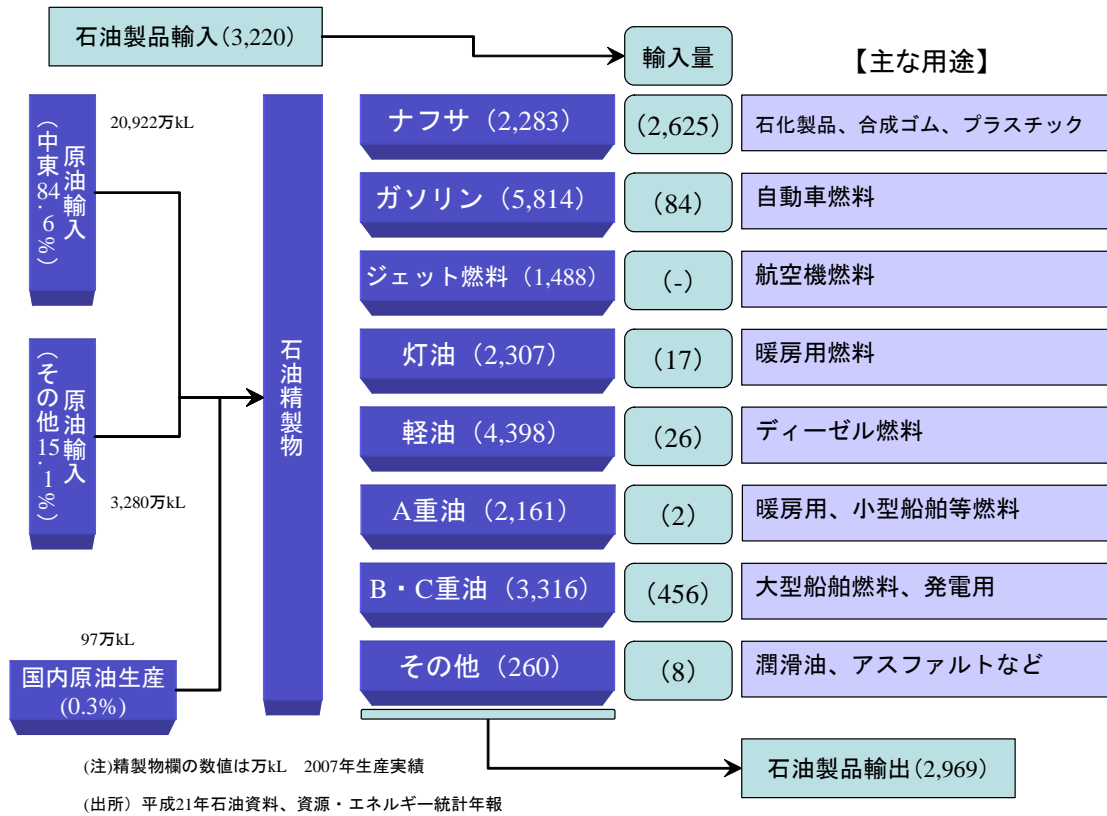 石油製品輸入(3,220)
輸入量
【主な用途】
20,922万kL
原油輸入
(中東84.6%)
原油輸入
(その他15.1%)
3,280万kL
97万kL
国内原油生産
(0.3%)
石油精製物
ナフサ(2,283)
(2,625)
石化製品、合成ゴム、プラスチック
ガソリン(5,814)
(84)
自動車燃料
ジェット燃料(1,488)
(-)
航空機燃料
灯油(2,307)
(17)
暖房用燃料
軽油(4,398)
(26)
ディーゼル燃料
A重油(2,161)
(2)
暖房用、小型船舶等燃料
B・C重油(3,316)
(456)
大型船舶燃料、発電用
その他(260)
(8)
潤滑油、アスファルトなど
石油製品輸出(2,969)
(注)精製物欄の数値は万kL　2007年生産実績
(出所）平成21年石油資料、資源・エネルギー統計年報